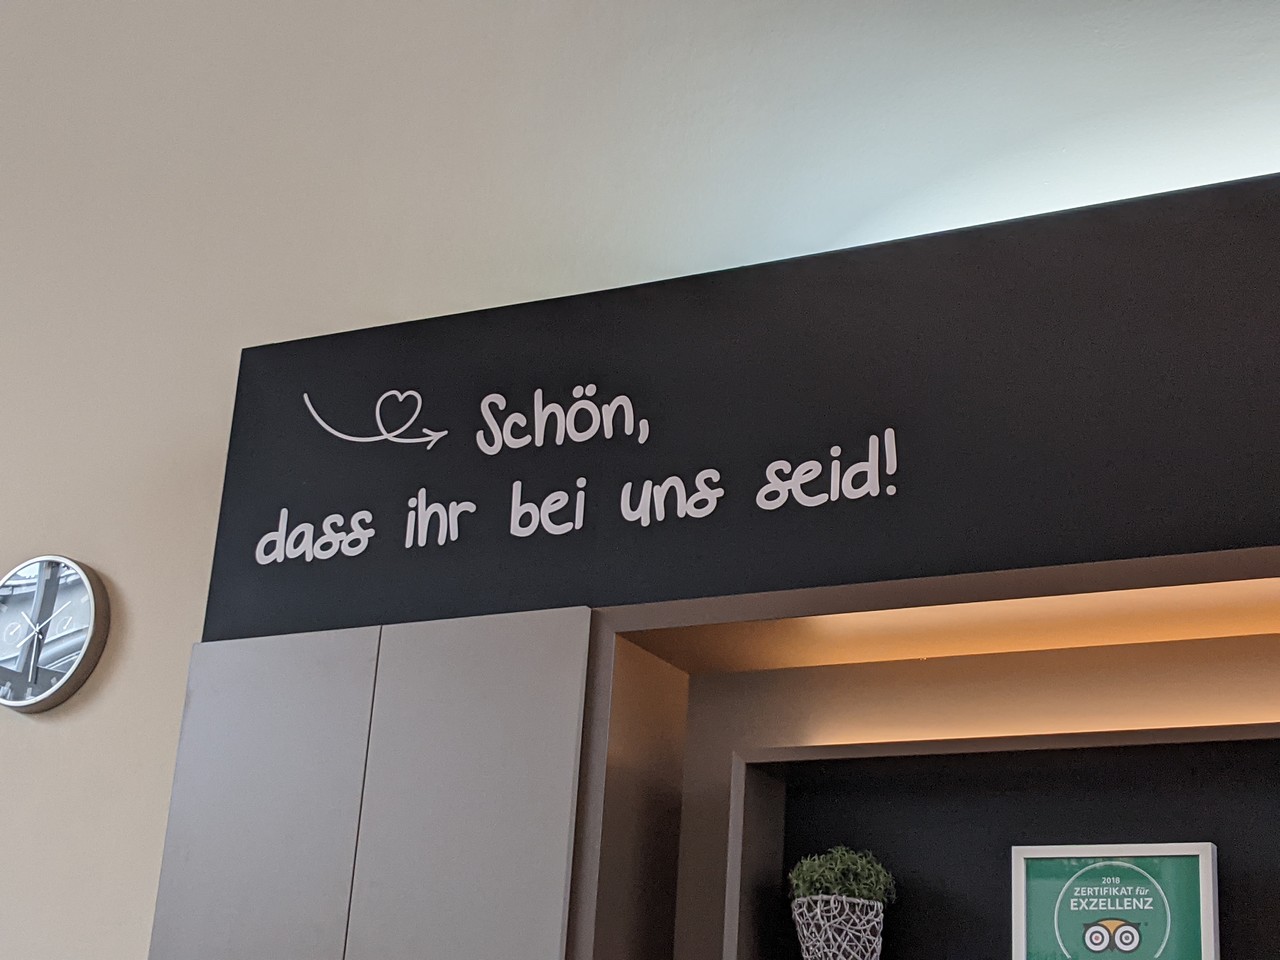 Schön,
dass ihr bei uns seid!
2018
ZERTIFIKAT für
EXZELLENZ